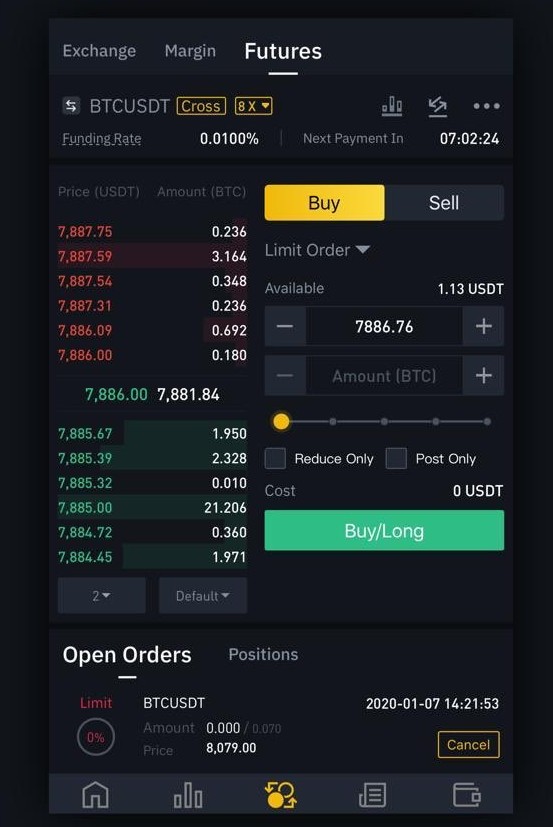 Exchange Margin Futures
BTCUSDT Cross 8X
Funding Rate 0.0100% Next Payment In 07:02:24
Price (USDT) Amount (BTC)
7,887.75 0.236
7,887.59 3.164
7,887.54 0.348
7,887.31 0.236
7,886.09 0.692
7,886.00 0.180
7,886.00 7,881.84
7,885.67 1.950
7,885.39 2.328
7,885.32 0.010
7,885.00 21.206
7,884.72 0.360
7,884.45 1.971
2 Default
Buy Sell
Limit Order
Available 1.13 USDT
− 7886.76 +
− Amount (BTC) +
Reduce Only Post Only
Cost 0 USDT
Buy/Long
Open Orders Positions
Limit BTCUSDT 2020-01-07 14:21:53
0% Amount 0.000 / 0.070
Price 8,079.00 Cancel